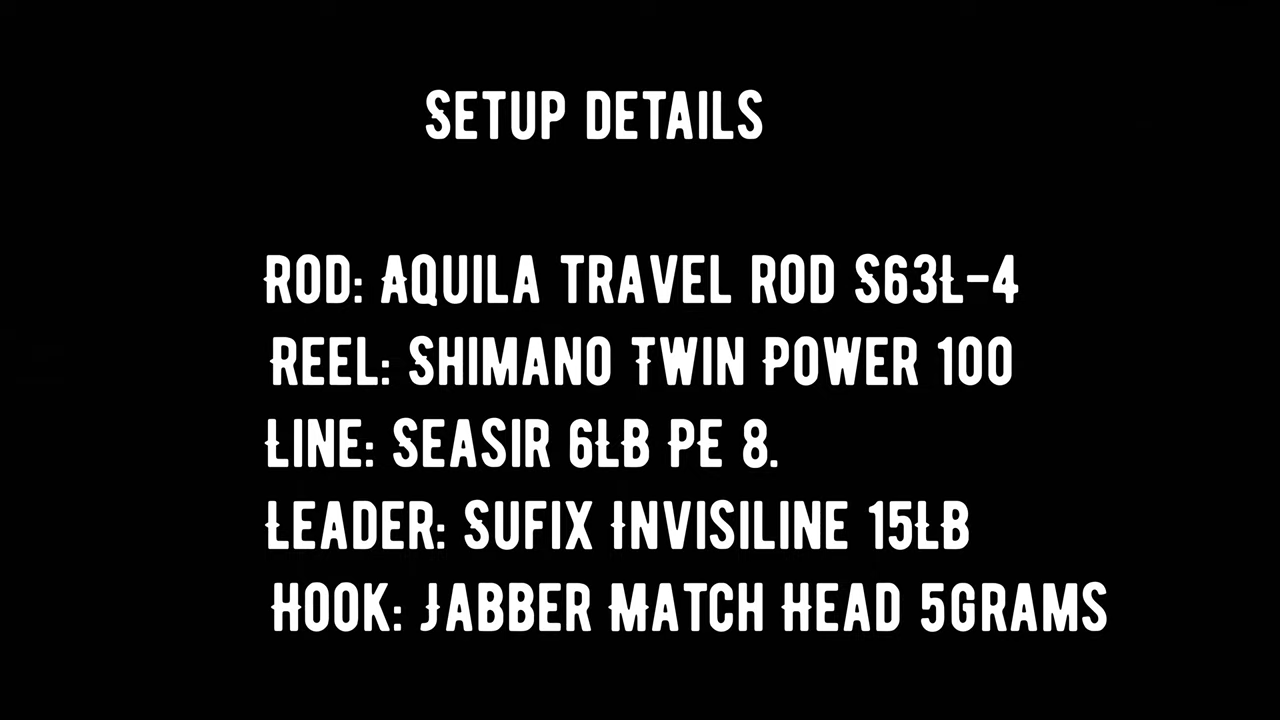 SETUP DETAILS
ROD: AQUILA TRAVEL ROD S63L-4
REEL: SHIMANO TWIN POWER 100
LINE: SEASIR 6LB PE 8.
LEADER: SUFIX INVISILINE 15LB
HOOK: JABBER MATCH HEAD 5GRAMS